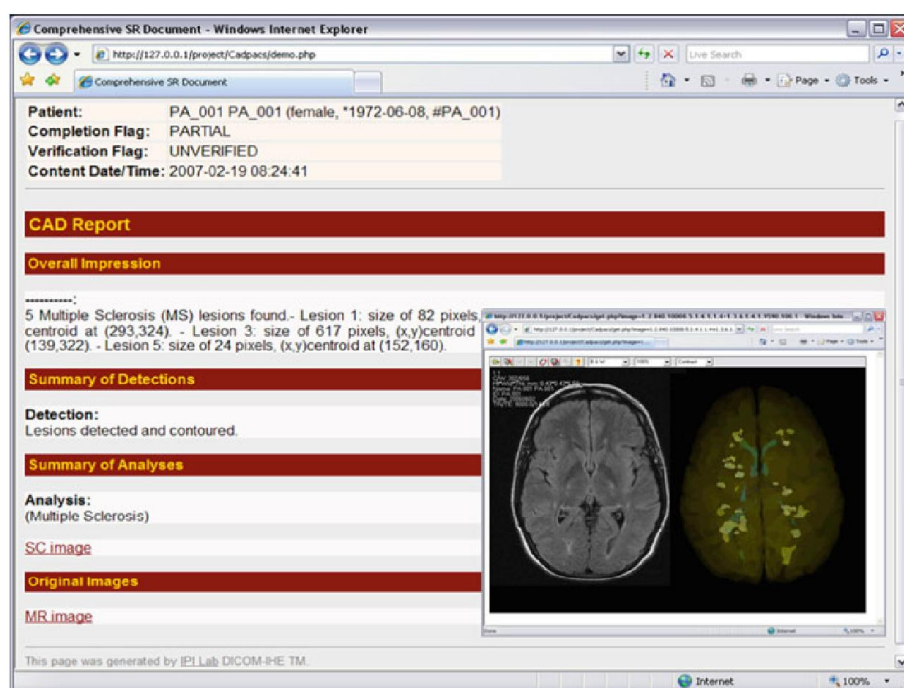 Comprehensive SR Document - Windows Internet Explorer
http://127.0.0.1/project/Cadpacs/demo.php
Live Search
Comprehensive SR Document
Page
Tools
Patient: PA_001 PA_001 (female, *1972-06-08, #PA_001)
Completion Flag: PARTIAL
Verification Flag: UNVERIFIED
Content Date/Time: 2007-02-19 08:24:41
CAD Report
Overall Impression
----------:
5 Multiple Sclerosis (MS) lesions found.- Lesion 1: size of 82 pixels,
centroid at (293,324). - Lesion 3: size of 617 pixels, (x,y)centroid
(139,322). - Lesion 5: size of 24 pixels, (x,y)centroid at (152,160).
Summary of Detections
Detection:
Lesions detected and contoured.
Summary of Analyses
Analysis:
(Multiple Sclerosis)
SC image
Original Images
MR image
This page was generated by IPI Lab DICOM-IHE TM.
Internet
100%
Contrast
Internet
100%